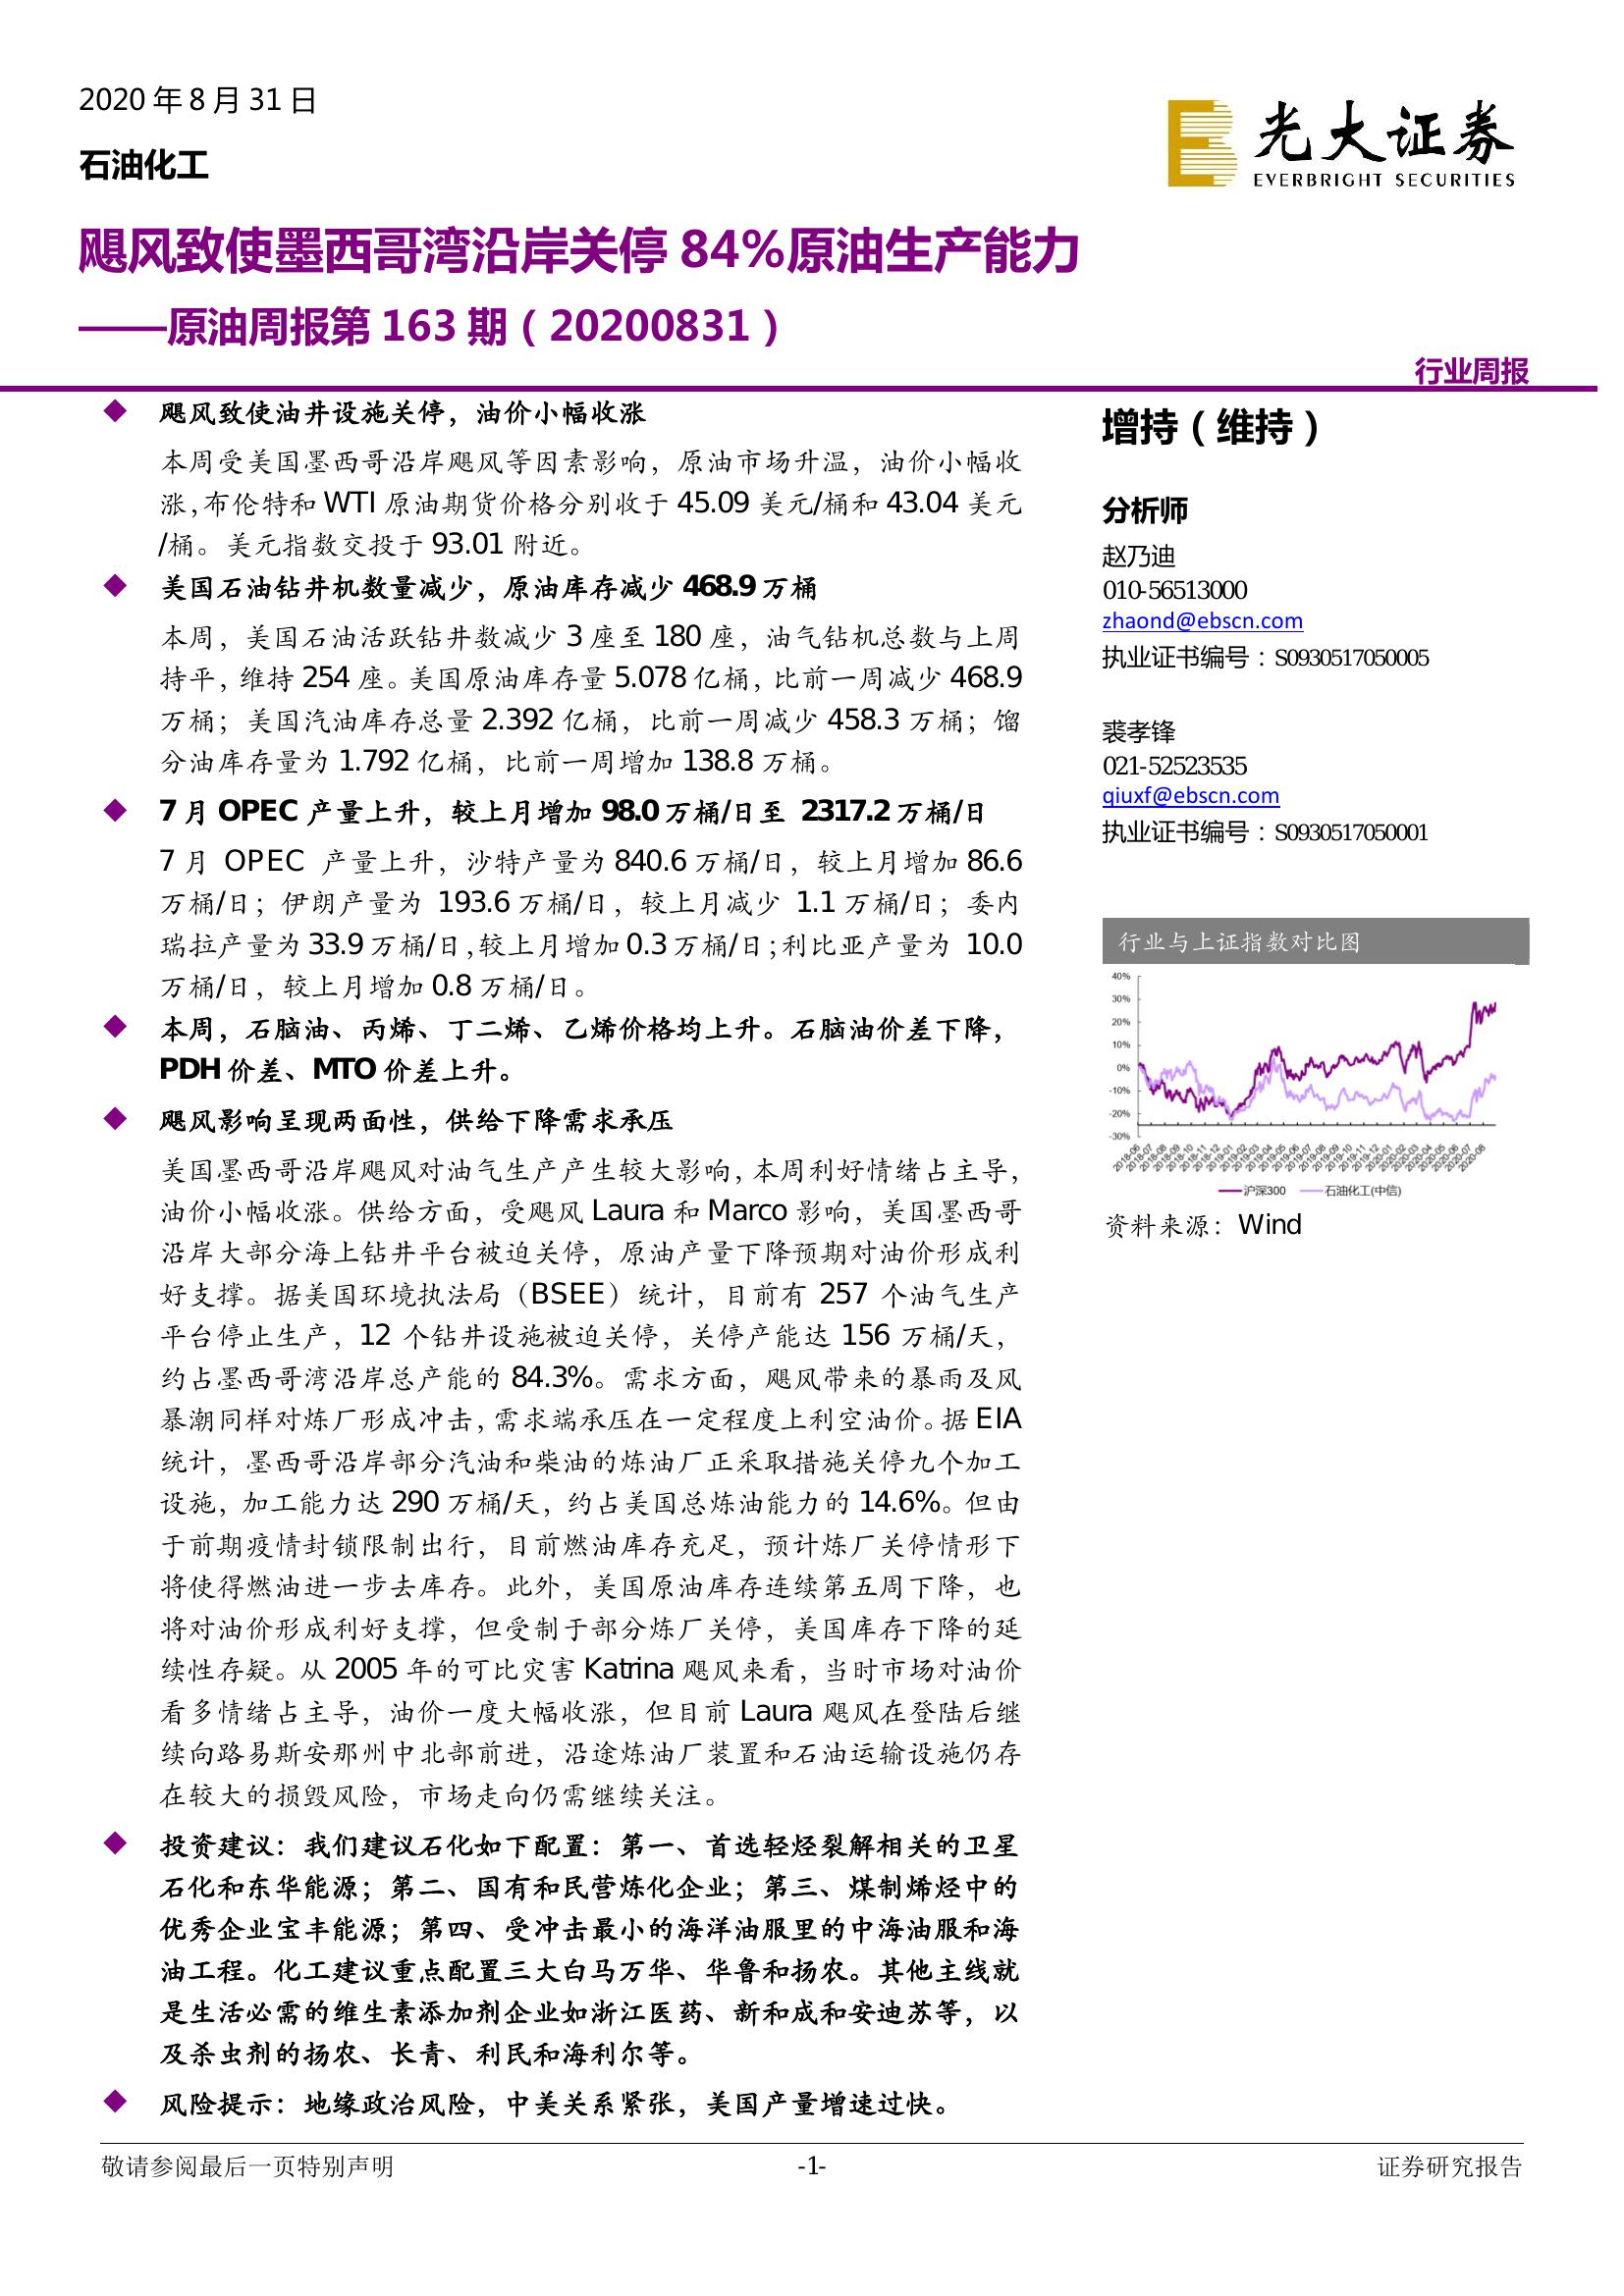 2020 年 8 月 31 日
石油化工
光大证券
EVERBRIGHT SECURITIES
飓风致使墨西哥湾沿岸关停 84%原油生产能力
——原油周报第 163 期（20200831）
行业周报
◆ 飓风致使油井设施关停，油价小幅收涨
本周受美国墨西哥沿岸飓风等因素影响，原油市场升温，油价小幅收
涨，布伦特和 WTI 原油期货价格分别收于 45.09 美元/桶和 43.04 美元
/桶。美元指数交投于 93.01 附近。
◆ 美国石油钻井机数量减少，原油库存减少 468.9 万桶
本周，美国石油活跃钻井数减少 3 座至 180 座，油气钻机总数与上周
持平，维持 254 座。美国原油库存量 5.078 亿桶，比前一周减少 468.9
万桶；美国汽油库存总量 2.392 亿桶，比前一周减少 458.3 万桶；馏
分油库存量为 1.792 亿桶，比前一周增加 138.8 万桶。
◆ 7 月 OPEC 产量上升，较上月增加 98.0 万桶/日至 2317.2 万桶/日
7 月 OPEC 产量上升，沙特产量为 840.6 万桶/日，较上月增加 86.6
万桶/日；伊朗产量为 193.6 万桶/日，较上月减少 1.1 万桶/日；委内
瑞拉产量为 33.9 万桶/日，较上月增加 0.3 万桶/日；利比亚产量为 10.0
万桶/日，较上月增加 0.8 万桶/日。
◆ 本周，石脑油、丙烯、丁二烯、乙烯价格均上升。石脑油价差下降，
PDH 价差、MTO 价差上升。
◆ 飓风影响呈现两面性，供给下降需求承压
美国墨西哥沿岸飓风对油气生产产生较大影响，本周利好情绪占主导，
油价小幅收涨。供给方面，受飓风 Laura 和 Marco 影响，美国墨西哥
沿岸大部分海上钻井平台被迫关停，原油产量下降预期对油价形成利
好支撑。据美国环境执法局（BSEE）统计，目前有 257 个油气生产
平台停止生产，12 个钻井设施被迫关停，关停产能达 156 万桶/天，
约占墨西哥湾沿岸总产能的 84.3%。需求方面，飓风带来的暴雨及风
暴潮同样对炼厂形成冲击，需求端承压在一定程度上利空油价。据 EIA
统计，墨西哥沿岸部分汽油和柴油的炼油厂正采取措施关停九个加工
设施，加工能力达 290 万桶/天，约占美国总炼油能力的 14.6%。但由
于前期疫情封锁限制出行，目前燃油库存充足，预计炼厂关停情形下
将使得燃油进一步去库存。此外，美国原油库存连续第五周下降，也
将对油价形成利好支撑，但受制于部分炼厂关停，美国库存下降的延
续性存疑。从 2005 年的可比灾害 Katrina 飓风来看，当时市场对油价
看多情绪占主导，油价一度大幅收涨，但目前 Laura 飓风在登陆后继
续向路易斯安那州中北部前进，沿途炼油厂装置和石油运输设施仍存
在较大的损毁风险，市场走向仍需继续关注。
◆ 投资建议：我们建议石化如下配置：第一、首选轻烃裂解相关的卫星
石化和东华能源；第二、国有和民营炼化企业；第三、煤制烯烃中的
优秀企业宝丰能源；第四、受冲击最小的海洋油服里的中海油服和海
油工程。化工建议重点配置三大白马万华、华鲁和扬农。其他主线就
是生活必需的维生素添加剂企业如浙江医药、新和成和安迪苏等，以
及杀虫剂的扬农、长青、利民和海利尔等。
◆ 风险提示：地缘政治风险，中美关系紧张，美国产量增速过快。
增持（维持）
分析师
赵乃迪
010-56513000
zhaond@ebscn.com
执业证书编号：S0930517050005
裘孝锋
021-52523535
qiuxf@ebscn.com
执业证书编号：S0930517050001
行业与上证指数对比图
40%
30%
20%
10%
0%
-10%
-20%
-30%
2018-06 2018-07 2018-08 2018-09 2018-10 2018-11 2018-12 2019-01 2019-02 2019-03 2019-04 2019-05 2019-06 2019-07 2019-08 2019-09 2019-10 2019-11 2019-12 2020-01 2020-02 2020-03 2020-04 2020-05 2020-06 2020-07 2020-08
沪深300 石油化工(中信)
资料来源：Wind
敬请参阅最后一页特别声明 -1- 证券研究报告